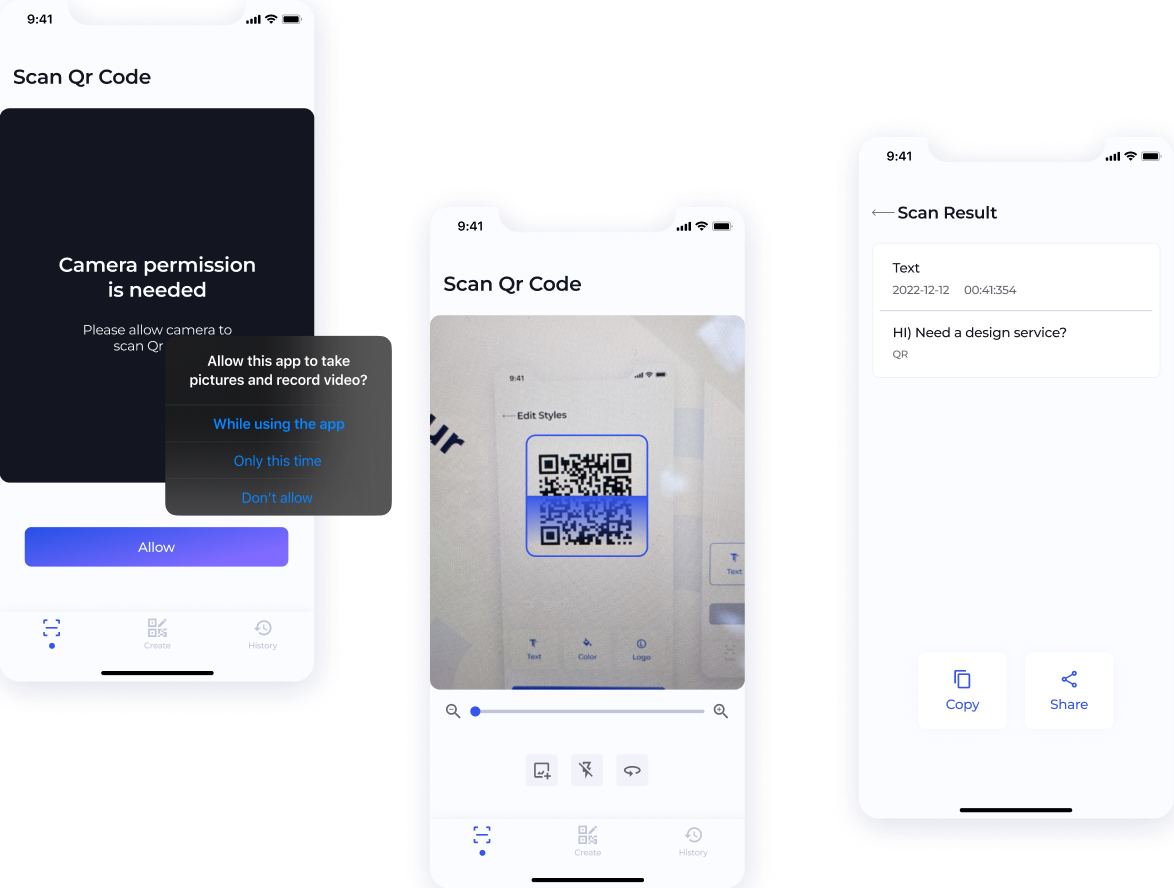 9:41
Scan Qr Code
Camera permission
is needed
Please allow camera to
scan Qr
Allow this app to take
pictures and record video?
While using the app
Only this time
Don't allow
Allow
Create
History
9:41
Scan Qr Code
9:41
Edit Styles
ur
Text
Text
Color
Logo
Create
History
9:41
Scan Result
Text
2022-12-12 00:41:354
HI) Need a design service?
QR
Copy
Share